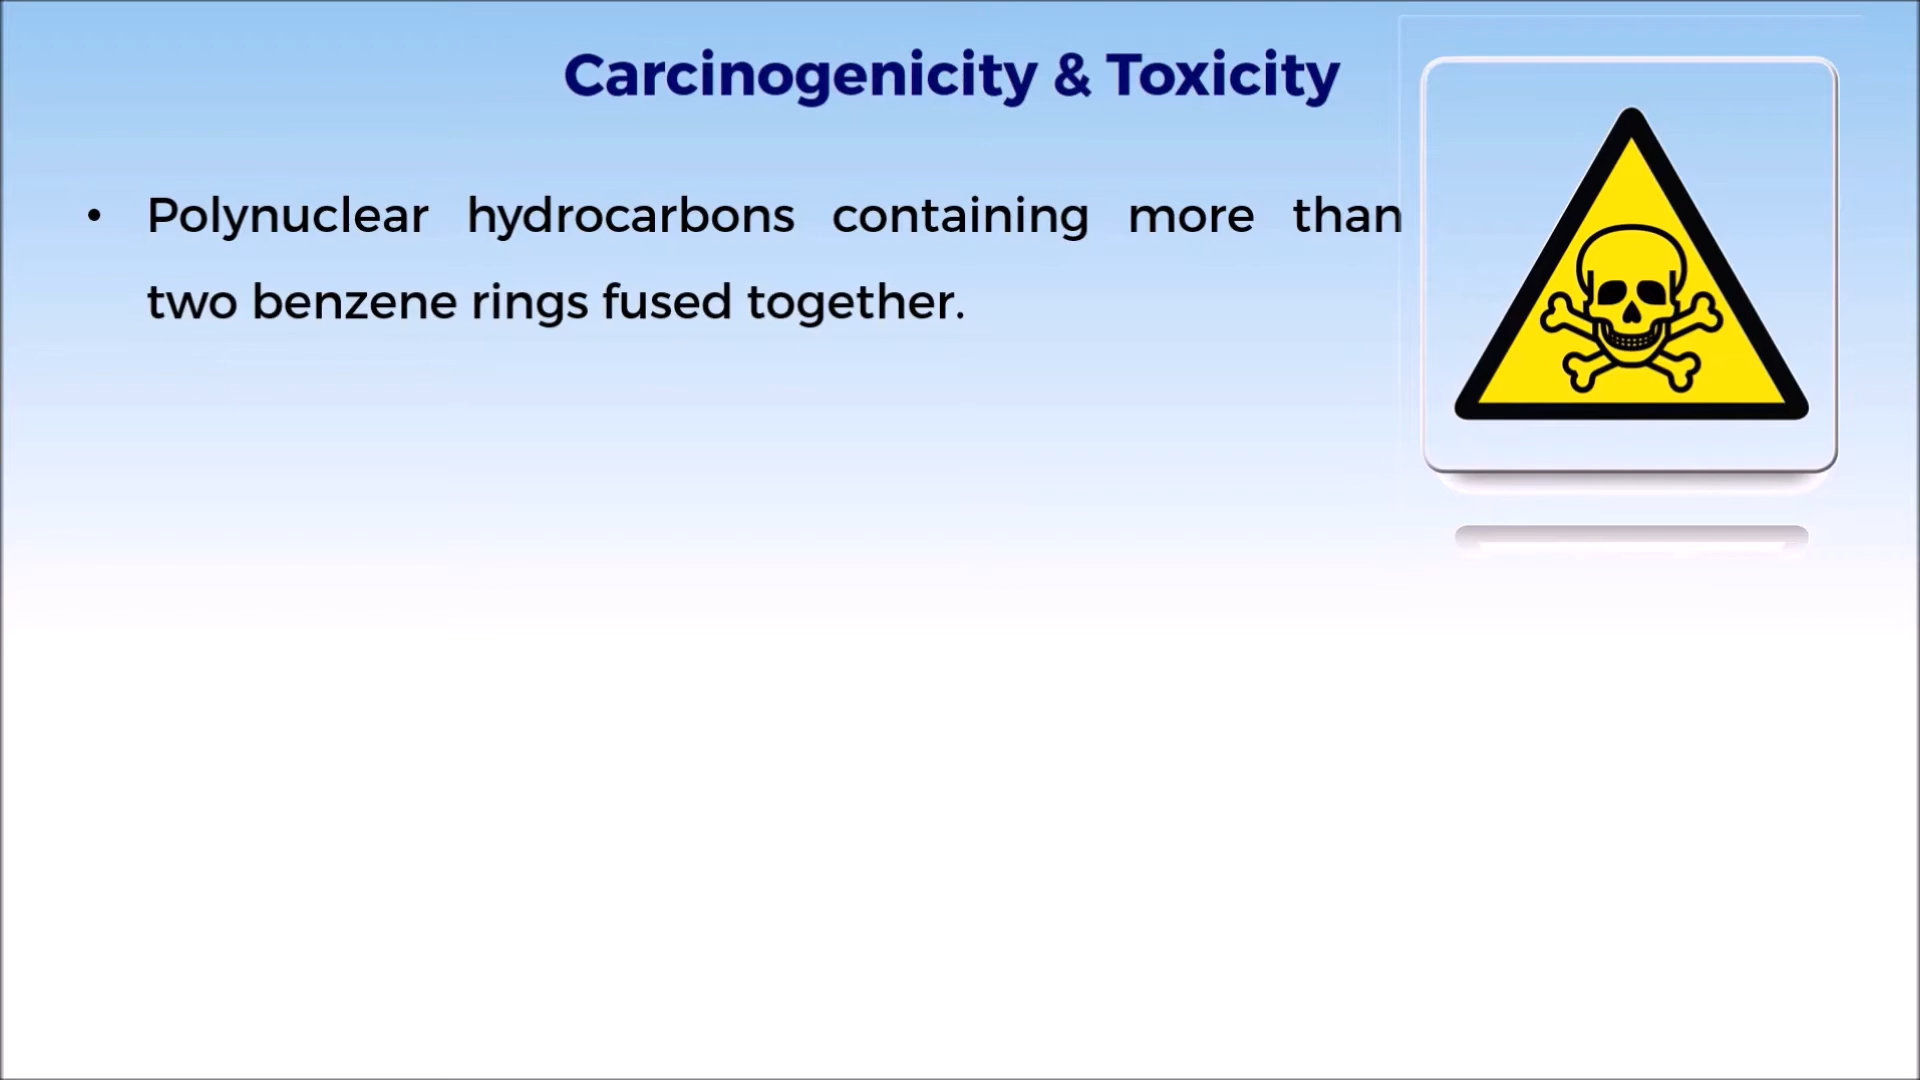 Carcinogenicity & Toxicity
• Polynuclear hydrocarbons containing more than
two benzene rings fused together.